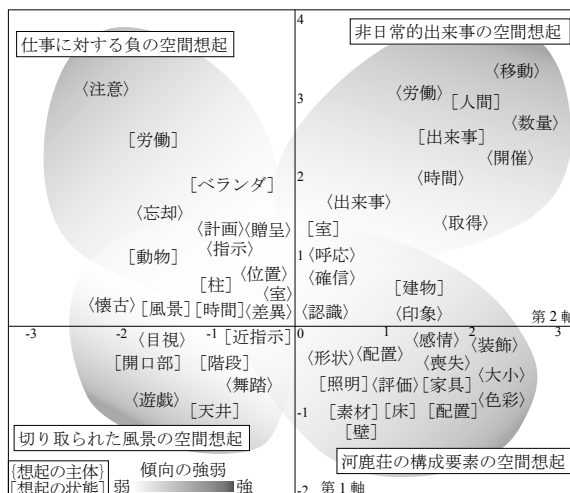 仕事に対する負の空間想起
4
非日常的出来事の空間想起
〈注意〉
3
〈移動〉
〈労働〉
[人間]
〈数量〉
[労働]
[出来事]
〈開催〉
[ベランダ]
2
〈時間〉
〈忘却〉
〈出来事〉
〈取得〉
〈計画〉〈贈呈〉
[室]
〈指示〉
[動物]
1
〈呼応〉
[柱]
〈位置〉
〈確信〉
[建物]
〈室〉
〈懐古〉
[風景]
[時間]
〈差異〉
〈認識〉
〈印象〉
第2軸
-3
-2
-1
0
1
2
3
〈目視〉
[近指示]
〈感情〉
〈装飾〉
[開口部]
[階段]
〈形状〉
〈配置〉
〈喪失〉
〈舞踏〉
[照明]
〈評価〉
[家具]
〈大小〉
〈遊戯〉
[天井]
-1
[素材]
[床]
[配置]
〈色彩〉
[壁]
切り取られた風景の空間想起
河鹿荘の構成要素の空間想起
{想起の主体}
[想起の状態]
傾向の強弱
弱
強
-2
第1軸